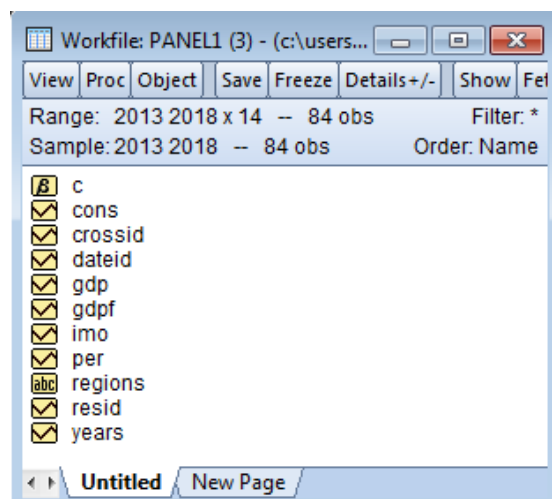 Workfile: PANEL1 (3) - (c:\users...
View Proc Object Save Freeze Details+/- Show Fet
Range: 2013 2018 x 14 -- 84 obs Filter: *
Sample: 2013 2018 -- 84 obs Order: Name
β c
cons
crossid
dateid
gdp
gdpf
imo
per
abc regions
resid
years
Untitled New Page